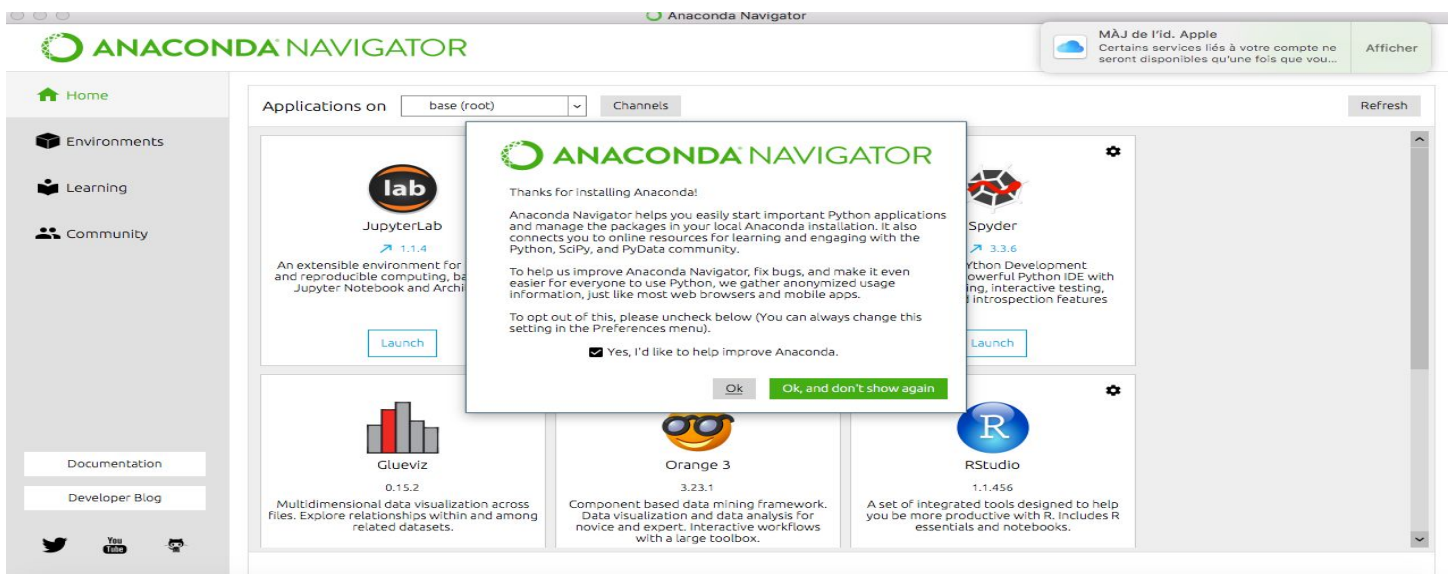 Anaconda Navigator
ANACONDA NAVIGATOR
MÀJ de l'id. Apple
Certains services liés à votre compte ne
seront disponibles qu'une fois que vou...
Afficher
Home
Environments
Learning
Community
Documentation
Developer Blog
You
Tube
Applications on
base (root)
Channels
Refresh
lab
JupyterLab
1.1.4
An extensible environment for
and reproducible computing, ba
Jupyter Notebook and Archi
Launch
ANACONDA NAVIGATOR
Thanks for installing Anaconda!
Anaconda Navigator helps you easily start important Python applications
and manage the packages in your local Anaconda installation. It also
connects you to online resources for learning and engaging with the
Python, SciPy, and PyData community.
To help us improve Anaconda Navigator, fix bugs, and make it even
easier for everyone to use Python, we gather anonymized usage
information, just like most web browsers and mobile apps.
To opt out of this, please uncheck below (You can always change this
setting in the Preferences menu).
Yes, I'd like to help improve Anaconda.
Ok
Ok, and don't show again
Spyder
3.3.6
Python Development
owerful Python IDE with
ing, interactive testing,
introspection features
Launch
Glueviz
0.15.2
Multidimensional data visualization across
files. Explore relationships within and among
related datasets.
Orange 3
3.23.1
Component based data mining framework.
Data visualization and data analysis for
novice and expert. Interactive workflows
with a large toolbox.
R
RStudio
1.1.456
A set of integrated tools designed to help
you be more productive with R. Includes R
essentials and notebooks.